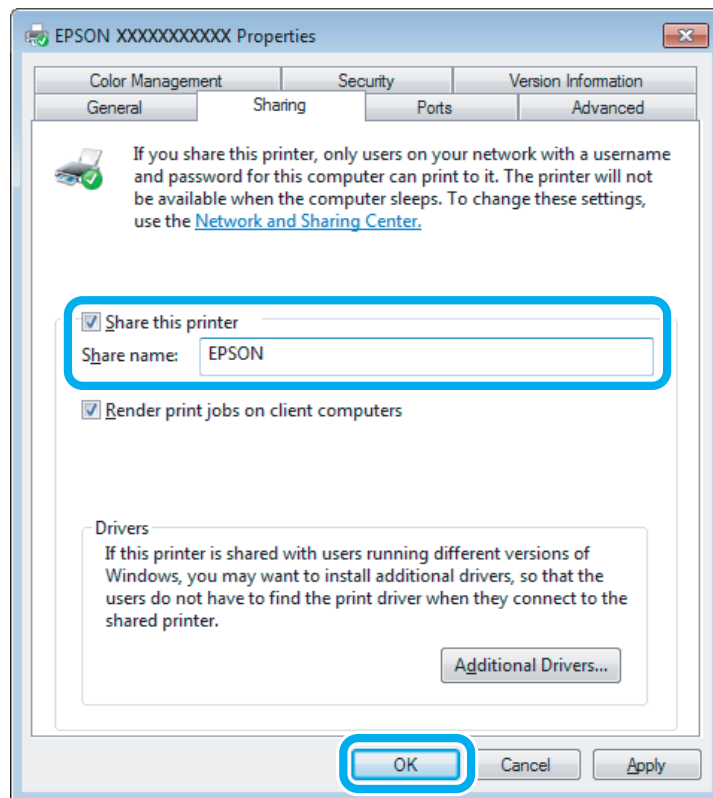 EPSON XXXXXXXXXXX Properties
Color Management Security Version Information
General Sharing Ports Advanced
If you share this printer, only users on your network with a username
and password for this computer can print to it. The printer will not
be available when the computer sleeps. To change these settings,
use the Network and Sharing Center.
Share this printer
Share name: EPSON
Render print jobs on client computers
Drivers
If this printer is shared with users running different versions of
Windows, you may want to install additional drivers, so that the
users do not have to find the print driver when they connect to the
shared printer.
Additional Drivers...
OK Cancel Apply